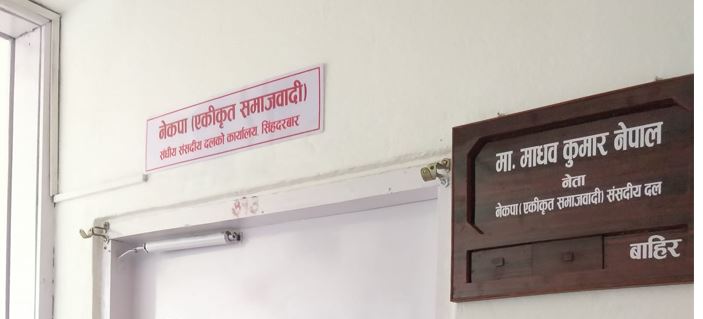 नेकपा (एकीकृत समाजवादी)
संघीय संसदीय दलको कार्यालय, सिंहदरबार
मा. माधव कुमार नेपाल
नेता
नेकपा (एकीकृत समाजवादी) संसदीय दल
बाहिर